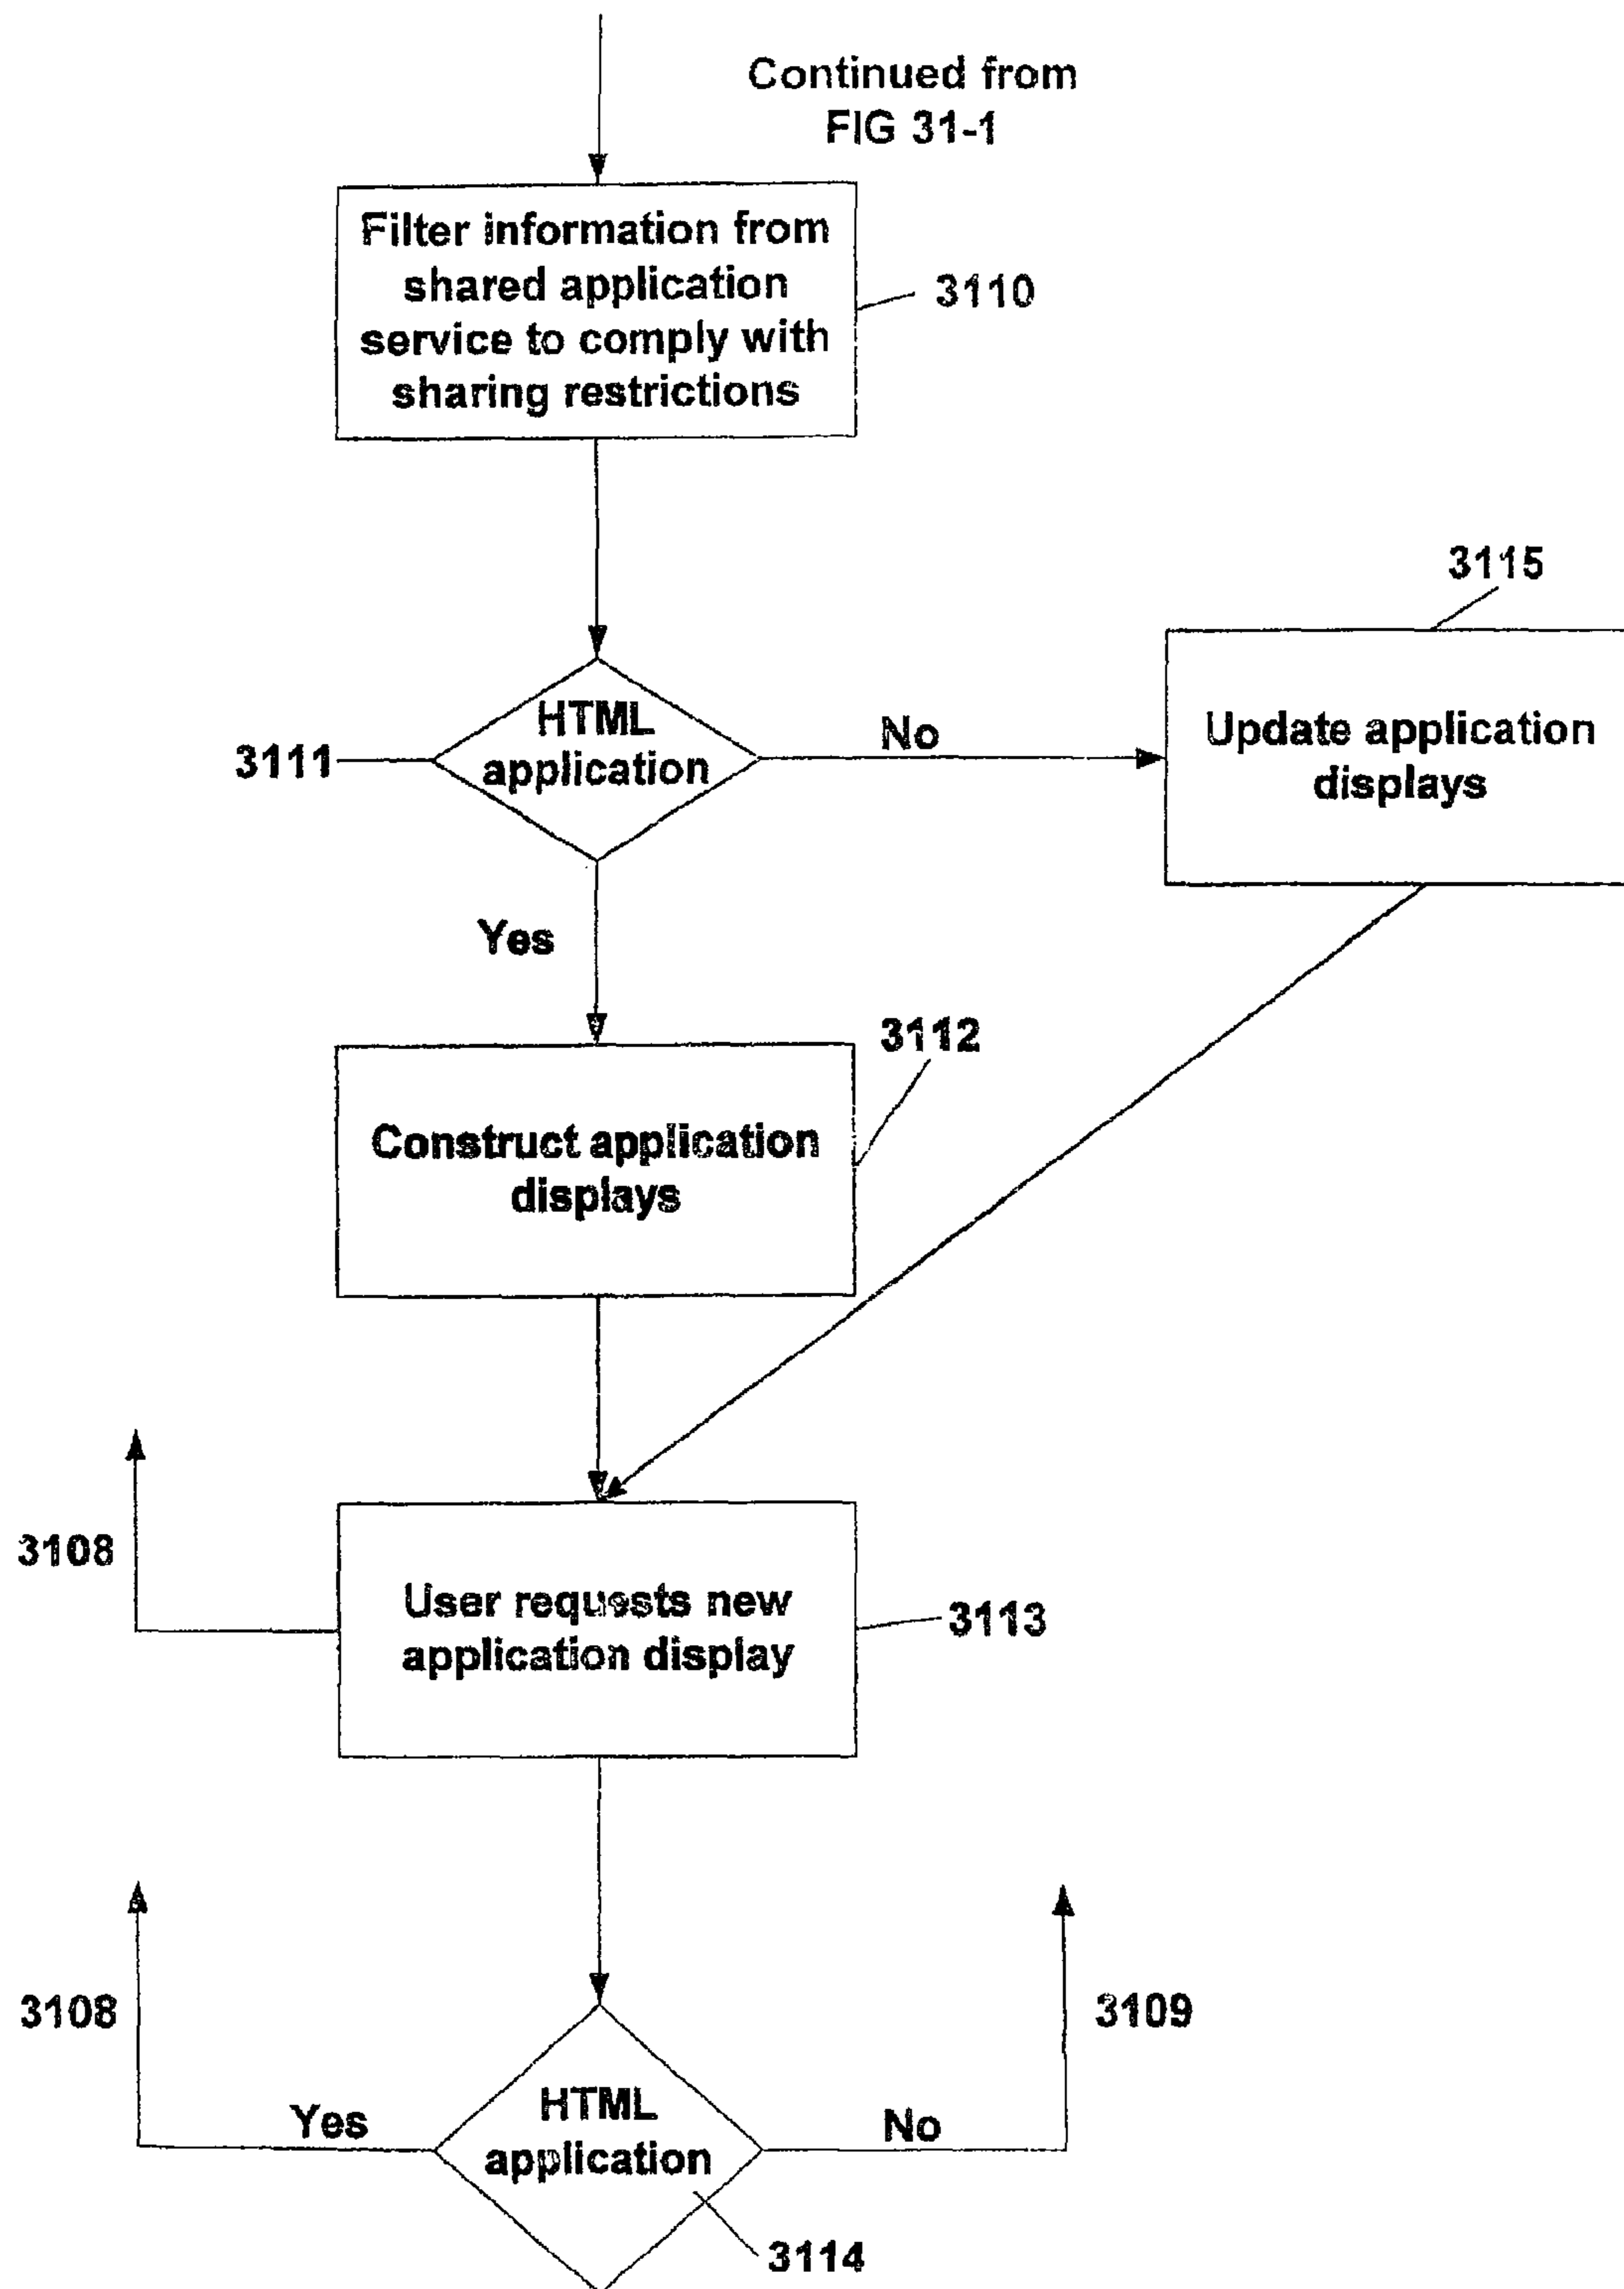 Continued from
FIG 31-1
Filter information from
shared application
service to comply with
sharing restrictions
3110
3115
HTML
application
3111
No
Update application
displays
Yes
3112
Construct application
displays
3108
User requests new
application display
3113
3108
3109
Yes
HTML
application
No
3114